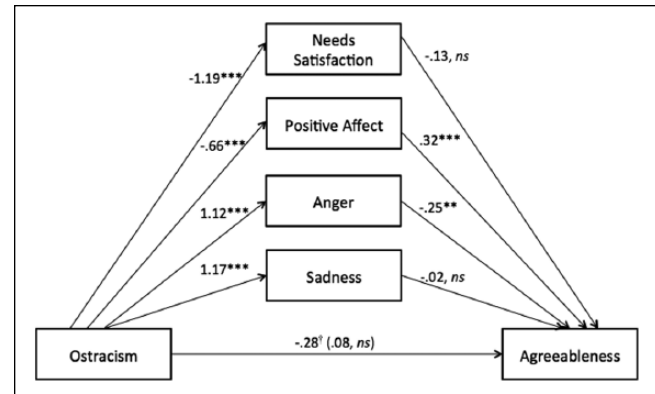 Needs
Satisfaction
-1.19***
-.13, ns
Positive Affect
-.66***
.32***
Anger
1.12***
-.25**
Sadness
1.17***
-.02, ns
Ostracism
-.28† (.08, ns)
Agreeableness